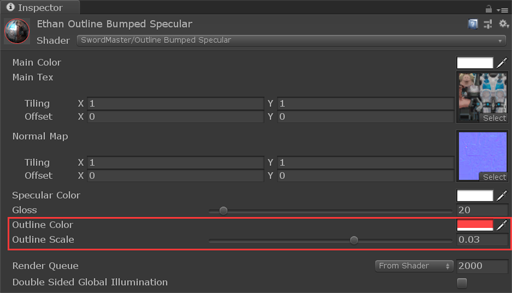 Inspector
Ethan Outline Bumped Specular
Shader SwordMaster/Outline Bumped Specular
Main Color
Main Tex
Tiling X 1 Y 1
Offset X 0 Y 0
Select
Normal Map
Tiling X 1 Y 1
Offset X 0 Y 0
Select
Specular Color
Gloss 20
Outline Color
Outline Scale 0.03
Render Queue From Shader 2000
Double Sided Global Illumination